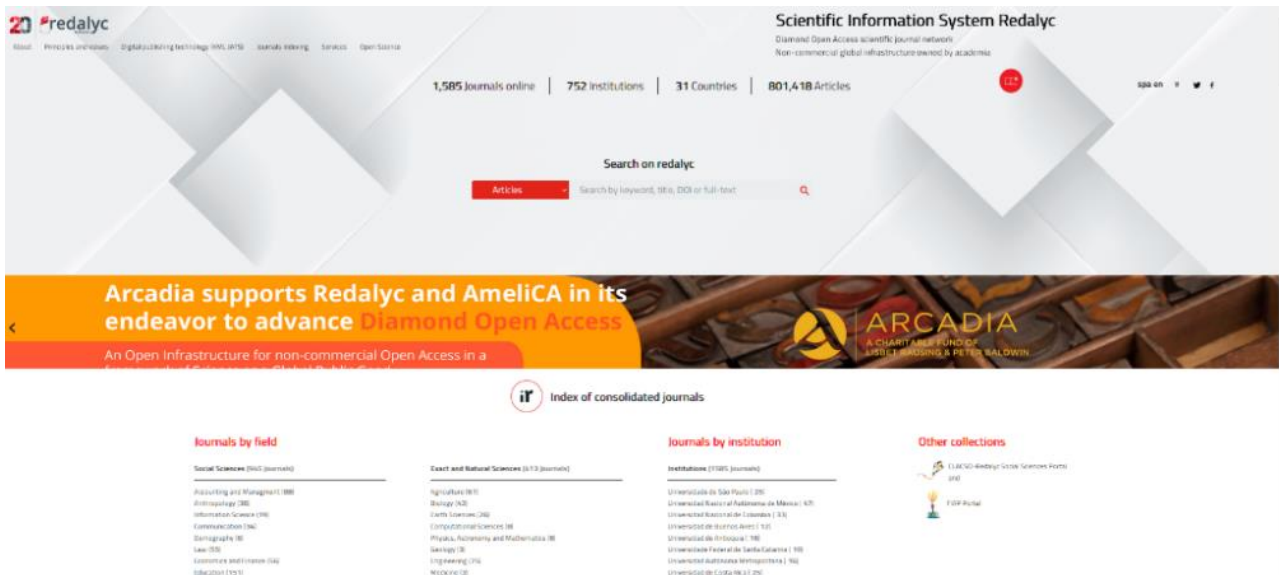 20 redalyc
About Principles and values Digital publishing technology XML JATS Journals indexing Services Open Science
Scientific Information System Redalyc
Diamond Open Access scientific journal network
Non-commercial global infrastructure owned by academia
1,585 Journals online | 752 Institutions | 31 Countries | 801,418 Articles
spa en
Search on redalyc
Articles Search by keyword, title, DOI or full-text
Arcadia supports Redalyc and AmeliCA in its
endeavor to advance Diamond Open Access
An Open Infrastructure for non-commercial Open Access in a
ARCADIA
A CHARITABLE FUND OF
LISBET RAUSING & PETER BALDWIN
ir Index of consolidated journals
Journals by field
Social Sciences
Accounting and Managment
Anthropology
Information Science
Communication
Demography
Law
Economics and Finance
Education
Exact and Natural Sciences
Agriculture
Biology
Earth Sciences
Computational Sciences
Physics, Astronomy and Mathematics
Geology
Engineering
Medicine
Journals by institution
Institutions (1585 journals)
Universidade de São Paulo
Universidad Nacional Autónoma de México
Universidad Nacional de Colombia
Universidad de Buenos Aires
Universidad de Antioquia
Universidade Federal de Santa Catarina
Universidad Autónoma Metropolitana
Universidad de Costa Rica
Other collections
CLACSO-Redalyc Social Sciences Portal
and
Portal